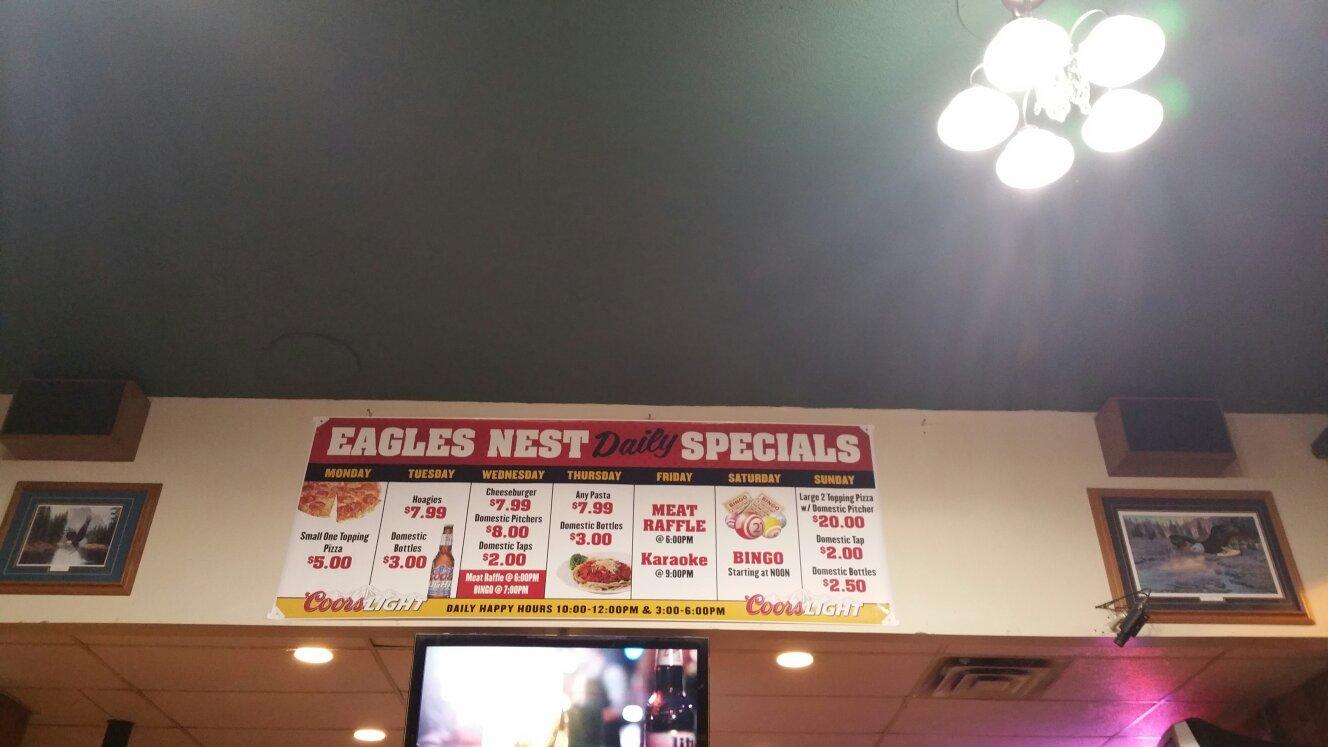 EAGLES NEST Daily SPECIALS
MONDAY
Small One Topping
Pizza
$5.00
TUESDAY
Hoagies
$7.99
Domestic
Bottles
$3.00
WEDNESDAY
Cheeseburger
$7.99
Domestic Pitchers
$8.00
Domestic Taps
$2.00
Meat Raffle @ 6:00PM
BINGO @ 7:00PM
THURSDAY
Any Pasta
$7.99
Domestic Bottles
$3.00
FRIDAY
MEAT
RAFFLE
@ 6:00PM
Karaoke
@ 9:00PM
SATURDAY
BINGO
BINGO
BINGO
Starting at NOON
SUNDAY
Large 2 Topping Pizza
w/ Domestic Pitcher
$20.00
Domestic Tap
$2.00
Domestic Bottles
$2.50
Coors LIGHT
DAILY HAPPY HOURS 10:00-12:00PM & 3:00-6:00PM
Coors LIGHT